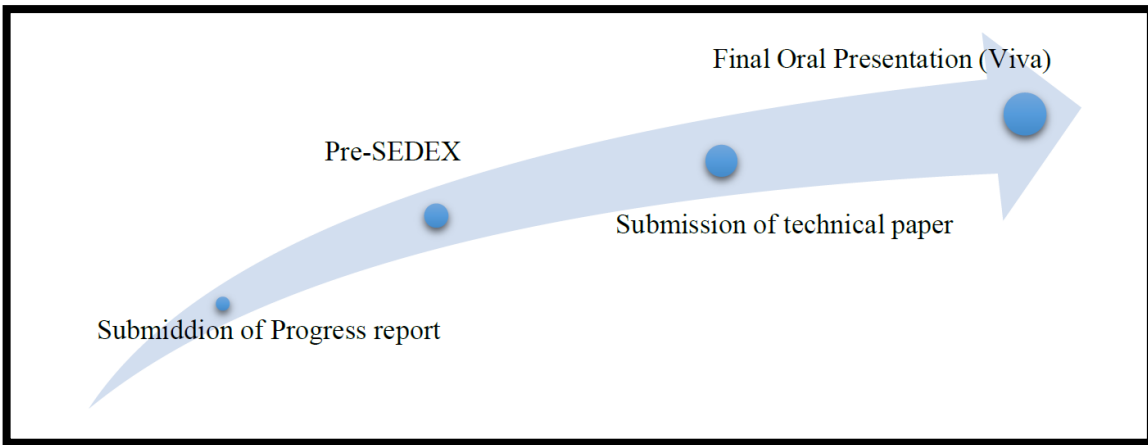 Final Oral Presentation (Viva)
Pre-SEDEX
Submission of technical paper
Submiddion of Progress report